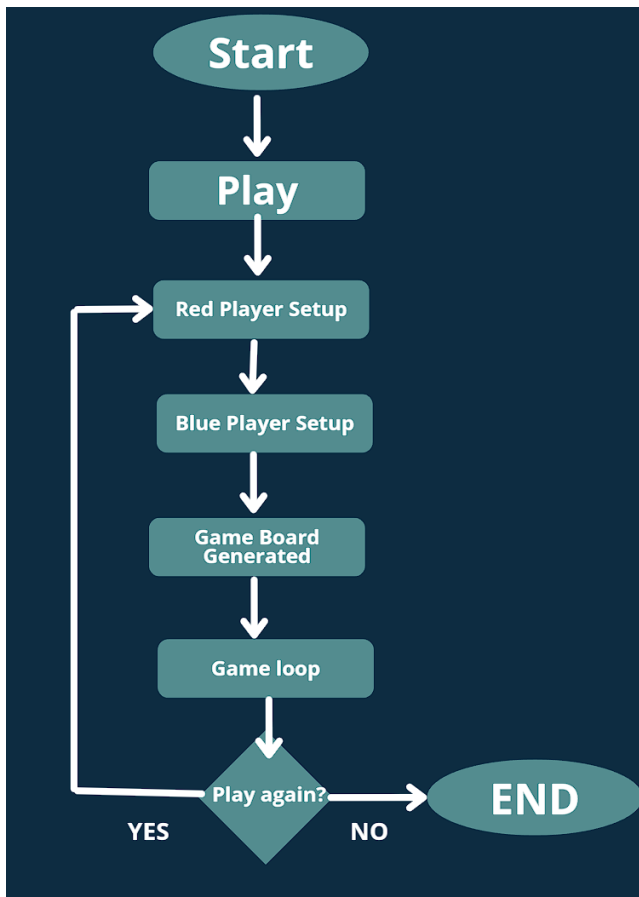 Start
Play
Red Player Setup
Blue Player Setup
Game Board
Generated
Game loop
Play again?
END
YES
NO